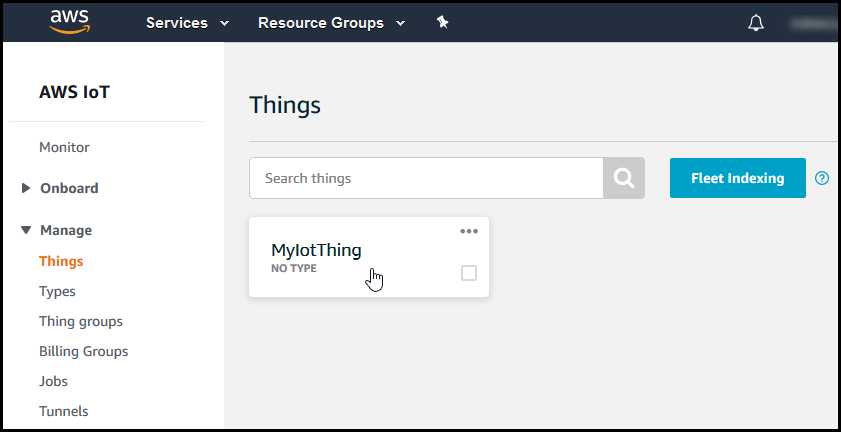 aws Services Resource Groups
AWS IoT
Monitor
Onboard
Manage
Things
Types
Thing groups
Billing Groups
Jobs
Tunnels
Things
Search things
Fleet Indexing
?
MyIotThing
NO TYPE